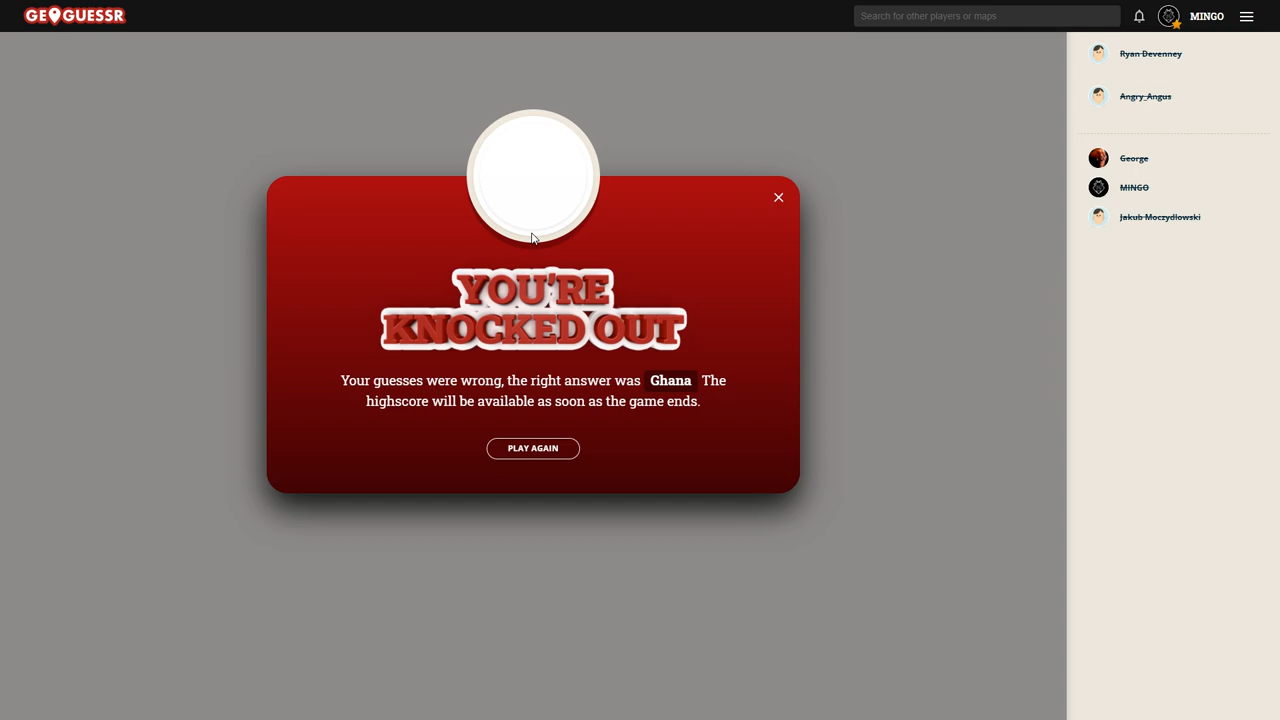 GEOGUESSR
Search for other players or maps
MINGO
Ryan Devenney
Angry_Angus
George
MINGO
Jakub Moczydłowski
YOU'RE
KNOCKED OUT
Your guesses were wrong, the right answer was Ghana The
highscore will be available as soon as the game ends.
PLAY AGAIN